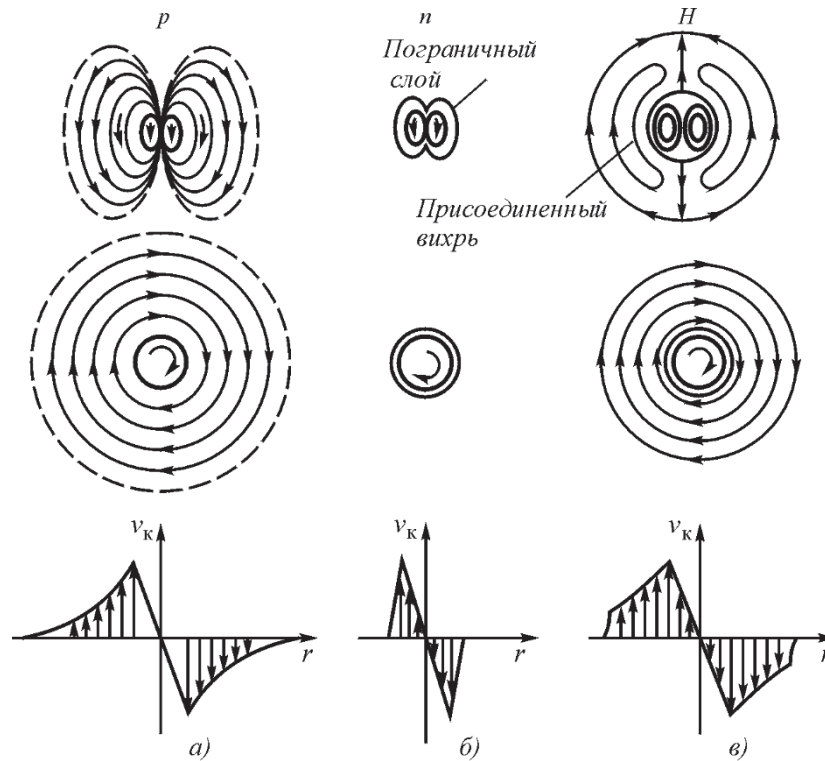 p
n
H
Пограничный
слой
Присоединенный
вихрь
vк
r
vк
r
vк
r
а)
б)
в)